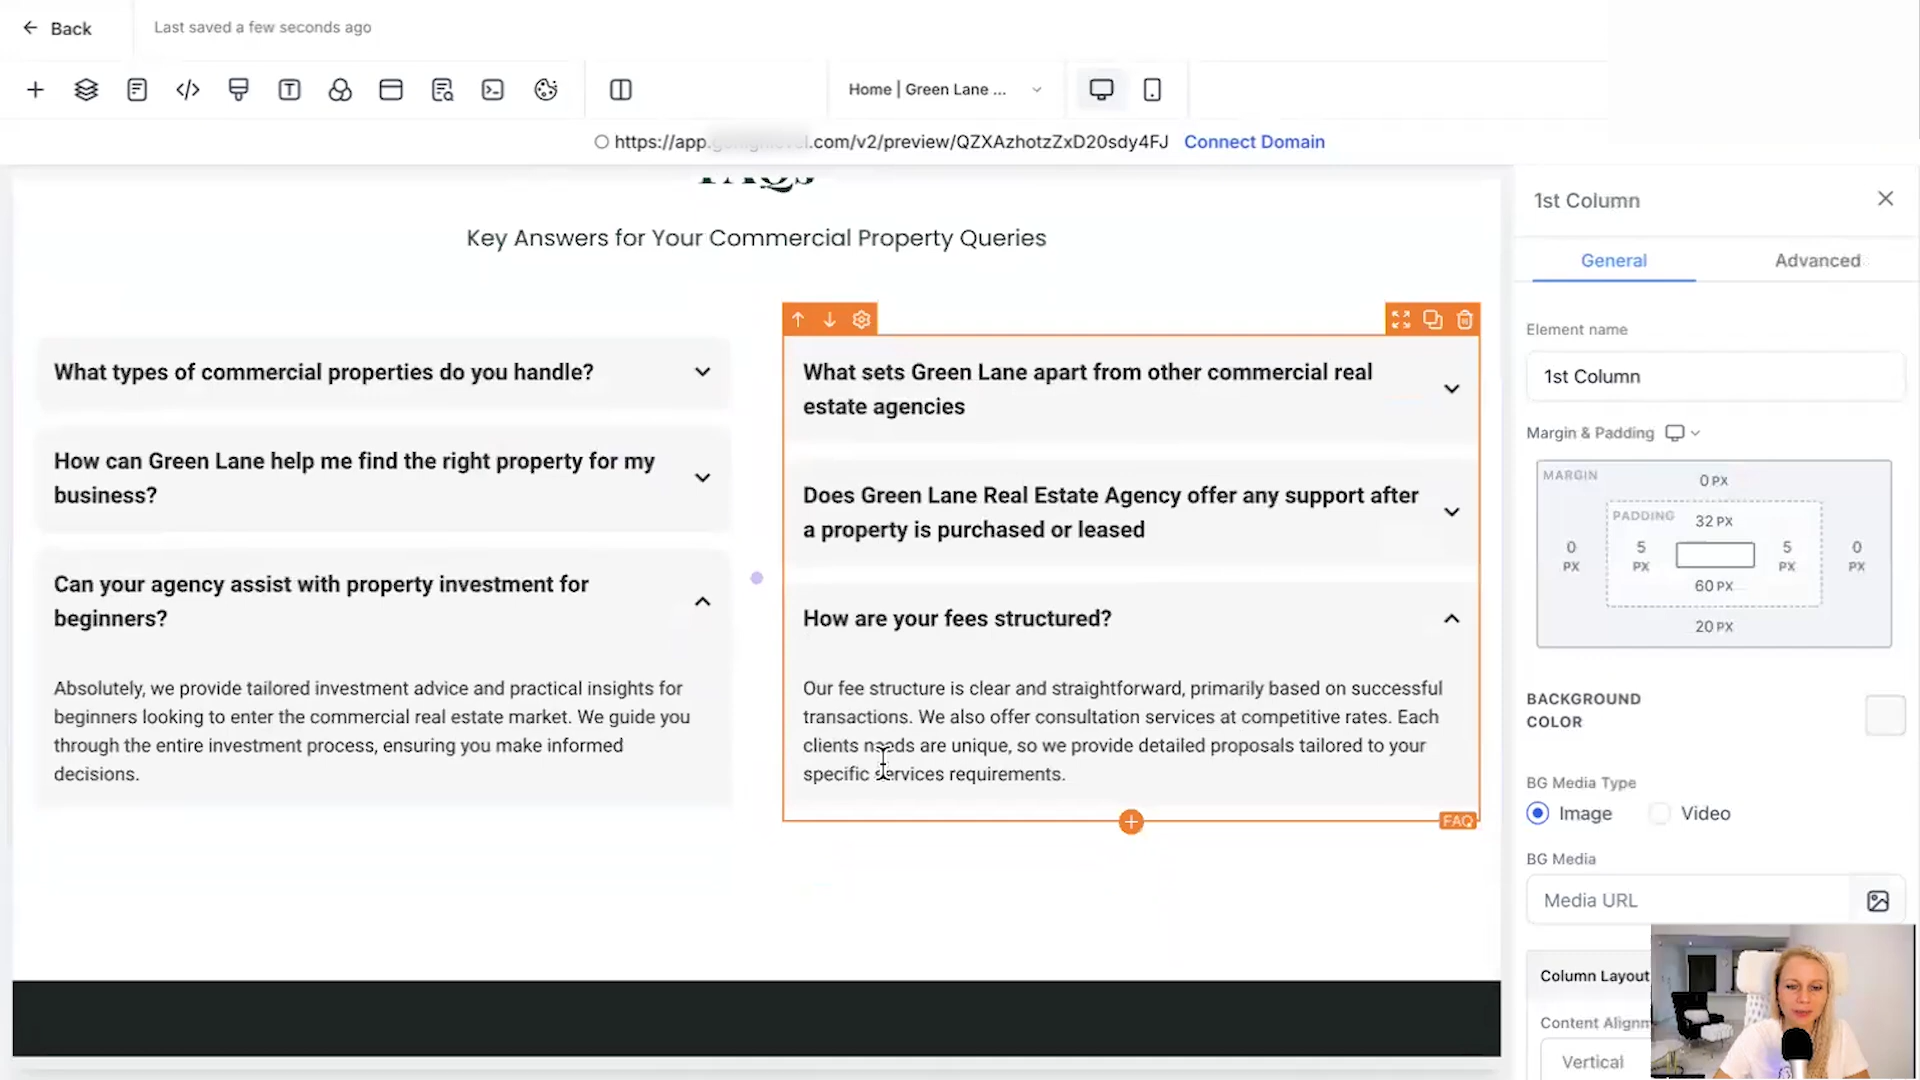 Back
Last saved a few seconds ago
Home | Green Lane ...
https://app. .com/v2/preview/QZXAzhotzZxD20sdy4FJ Connect Domain
FAQs
Key Answers for Your Commercial Property Queries
What types of commercial properties do you handle?
How can Green Lane help me find the right property for my
business?
Can your agency assist with property investment for
beginners?
Absolutely, we provide tailored investment advice and practical insights for
beginners looking to enter the commercial real estate market. We guide you
through the entire investment process, ensuring you make informed
decisions.
What sets Green Lane apart from other commercial real
estate agencies
Does Green Lane Real Estate Agency offer any support after
a property is purchased or leased
How are your fees structured?
Our fee structure is clear and straightforward, primarily based on successful
transactions. We also offer consultation services at competitive rates. Each
clients needs are unique, so we provide detailed proposals tailored to your
specific services requirements.
FAQ
1st Column
General
Advanced
Element name
1st Column
Margin & Padding
MARGIN
0 PX
PADDING
32 PX
0
PX
5
PX
5
PX
0
PX
60 PX
20 PX
BACKGROUND
COLOR
BG Media Type
Image
Video
BG Media
Media URL
Column Layout
Content Alignm
Vertical